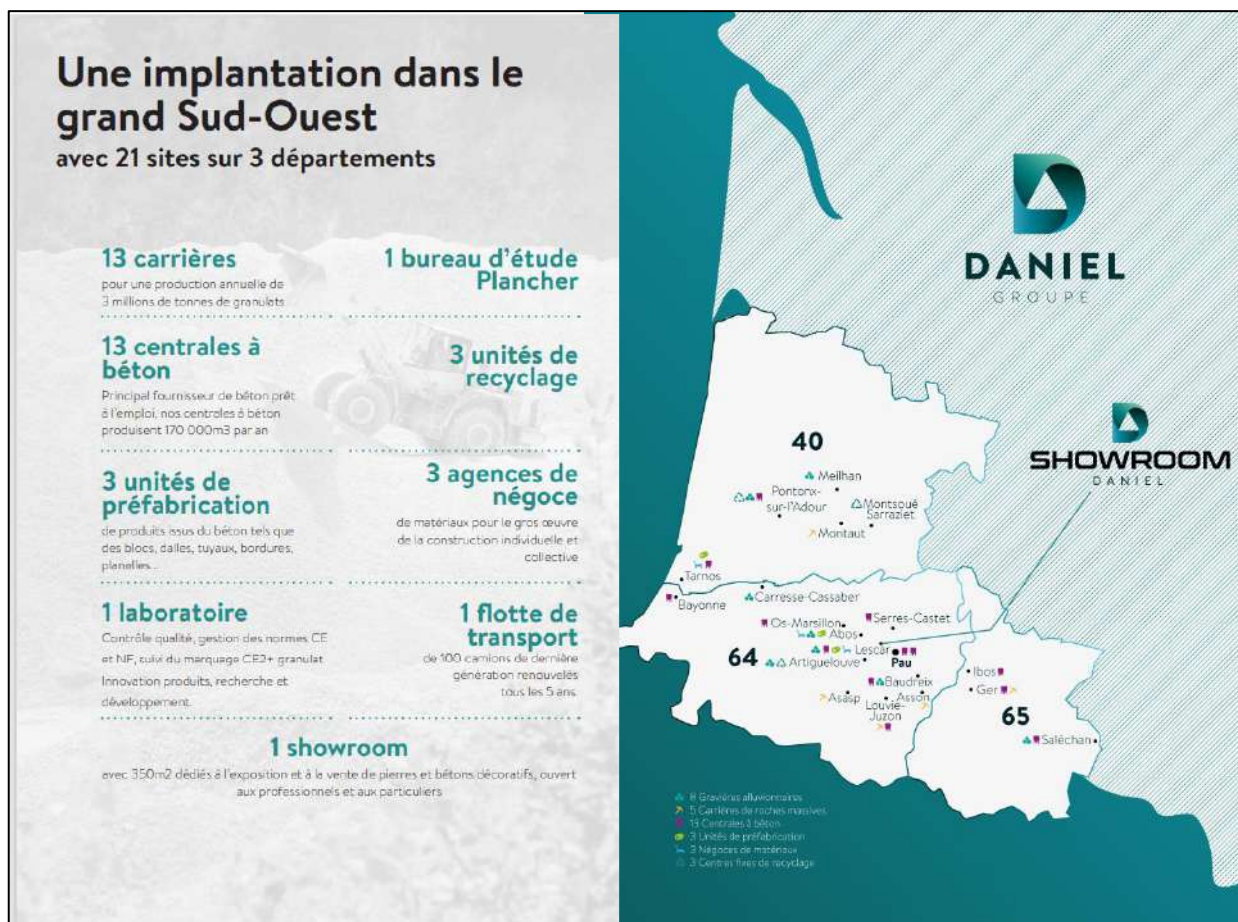 Une implantation dans le
grand Sud-Ouest
avec 21 sites sur 3 départements
13 carrières
pour une production annuelle de
3 millions de tonnes de granulats
1 bureau d'étude
Plancher
13 centrales à
béton
Principal fournisseur de béton prêt
à l'emploi, nos centrales à béton
produisent 170 000m3 par an
3 unités de
recyclage
3 unités de
préfabrication
de produits issus du béton tels que
des blocs, dalles, tuyaux, bordures,
planelles...
3 agences de
négoce
de matériaux pour le gros œuvre
de la construction individuelle et
collective
1 laboratoire
Contrôle qualité, gestion des normes CE
et NF, suivi du marquage CE2+ granulat
Innovation produits, recherche et
développement.
1 flotte de
transport
de 100 camions de dernière
génération renouvelés
tous les 5 ans.
1 showroom
avec 350m2 dédiés à l'exposition et à la vente de pierres et bétons décoratifs, ouvert
aux professionnels et aux particuliers
DANIEL
GROUPE
SHOWROOM
DANIEL
40
Meilhan
Pontonx-
sur-l'Adour
Montsoué
Sarraziet
Montaut
Tarnos
Bayonne
Carresse-Cassaber
Os-Marsillon
Serres-Castet
Abos
Lescar
64
Artiguelouve
Pau
Baudreix
Ibos
Ger
Asasp
Asson
Louvie-
Juzon
65
Saléchan
8 Gravières alluvionnaires
5 Carrières de roches massives
13 Centrales à béton
3 Unités de préfabrication
3 Négoces de matériaux
3 Centres fixes de recyclage